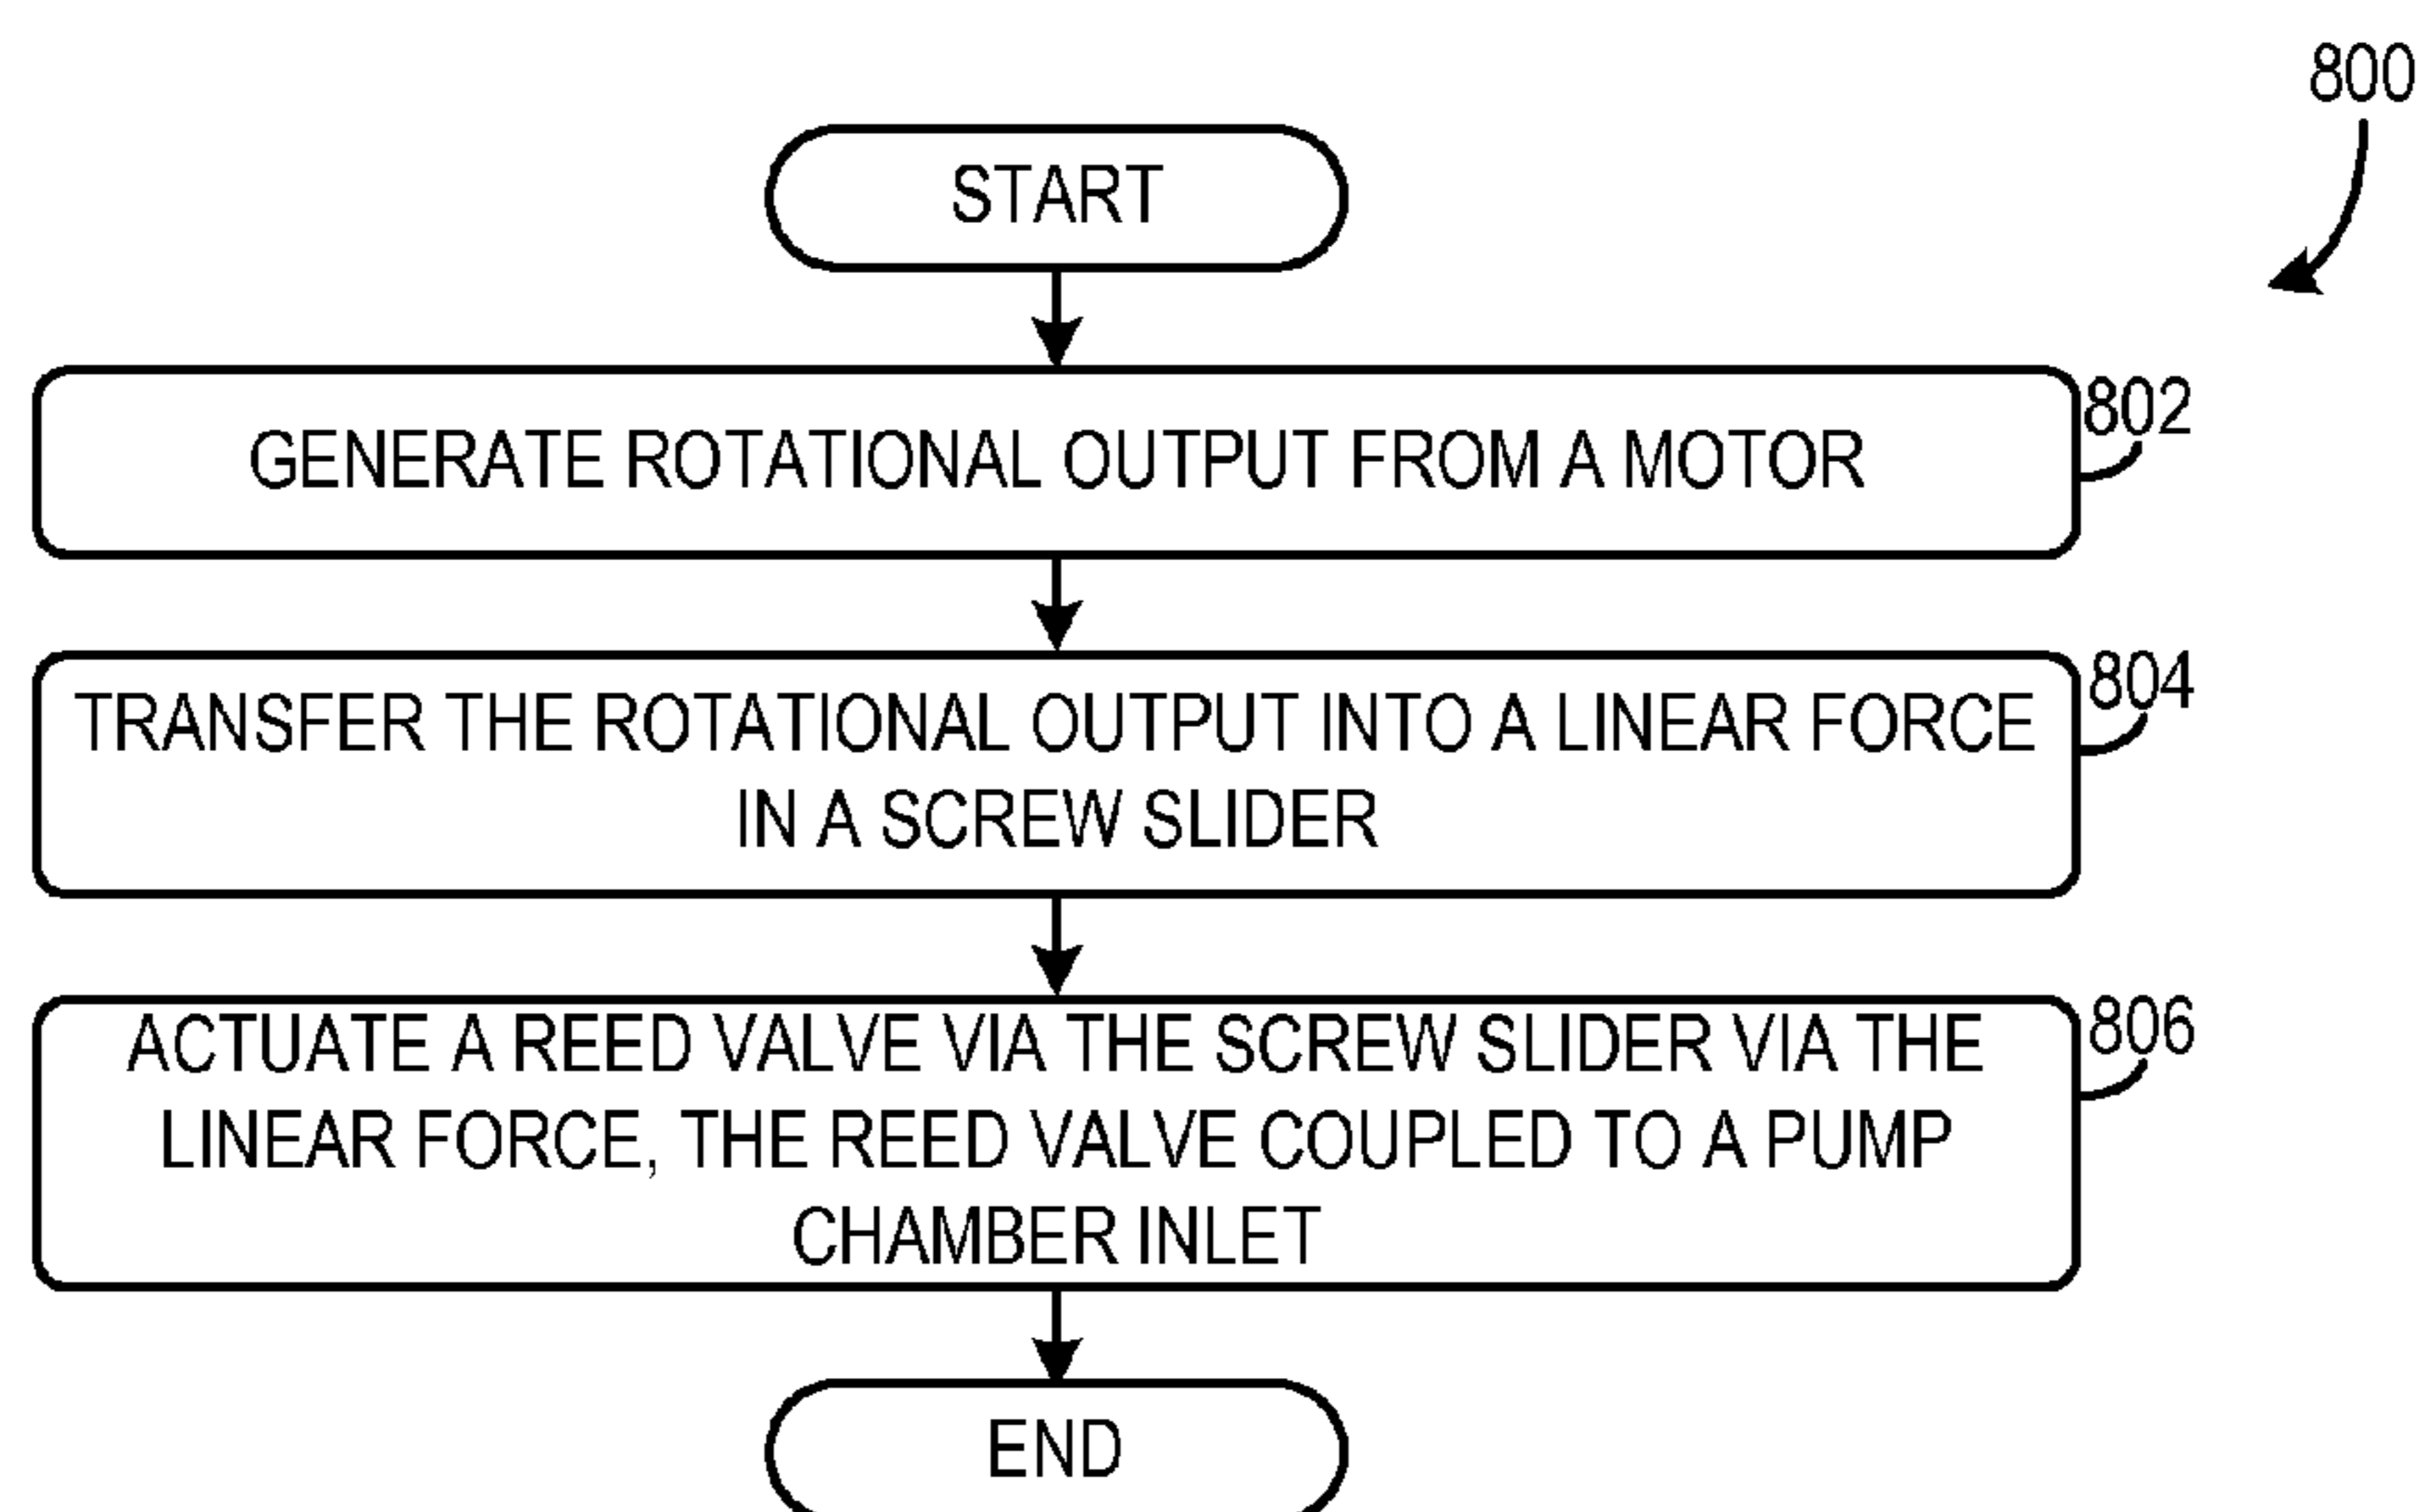 800
START
802
GENERATE ROTATIONAL OUTPUT FROM A MOTOR
804
TRANSFER THE ROTATIONAL OUTPUT INTO A LINEAR FORCE
IN A SCREW SLIDER
806
ACTUATE A REED VALVE VIA THE SCREW SLIDER VIA THE
LINEAR FORCE, THE REED VALVE COUPLED TO A PUMP
CHAMBER INLET
END